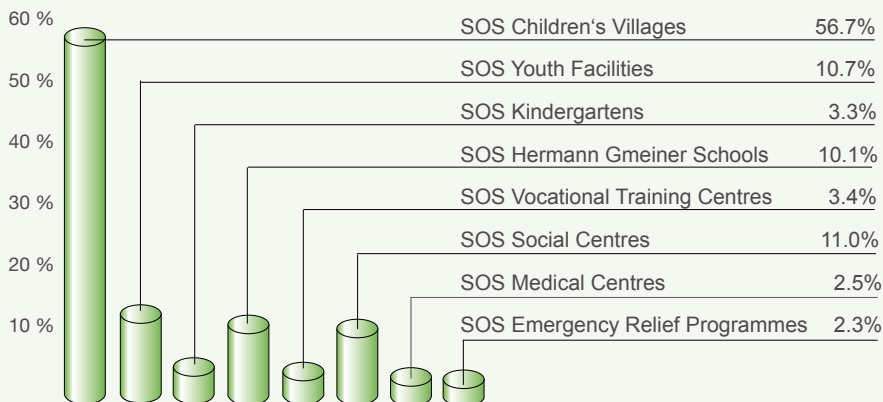 60 %
50 %
40 %
30 %
20 %
10 %
SOS Children‘s Villages 56.7%
SOS Youth Facilities 10.7%
SOS Kindergartens 3.3%
SOS Hermann Gmeiner Schools 10.1%
SOS Vocational Training Centres 3.4%
SOS Social Centres 11.0%
SOS Medical Centres 2.5%
SOS Emergency Relief Programmes 2.3%